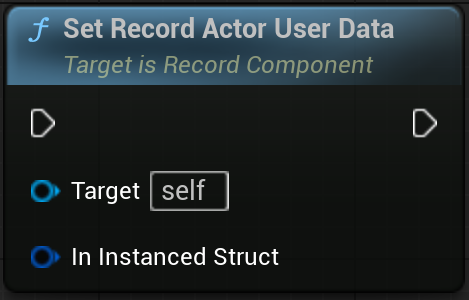 f Set Record Actor User Data
Target is Record Component
Target self
In Instanced Struct